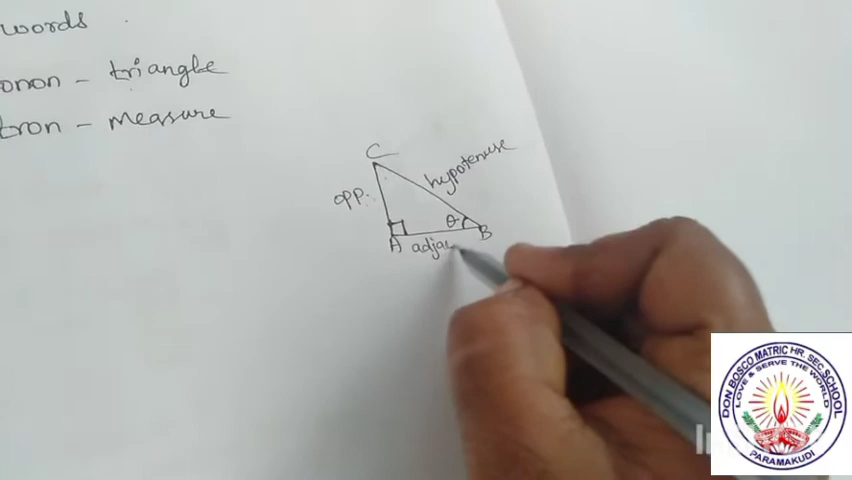 words
onon - triangle
tron - measure
C
hypotenuse
opp.
θ
A
B
adja
DON BOSCO MATRIC HR. SEC. SCHOOL
LOVE & SERVE THE WORLD
PARAMAKUDI